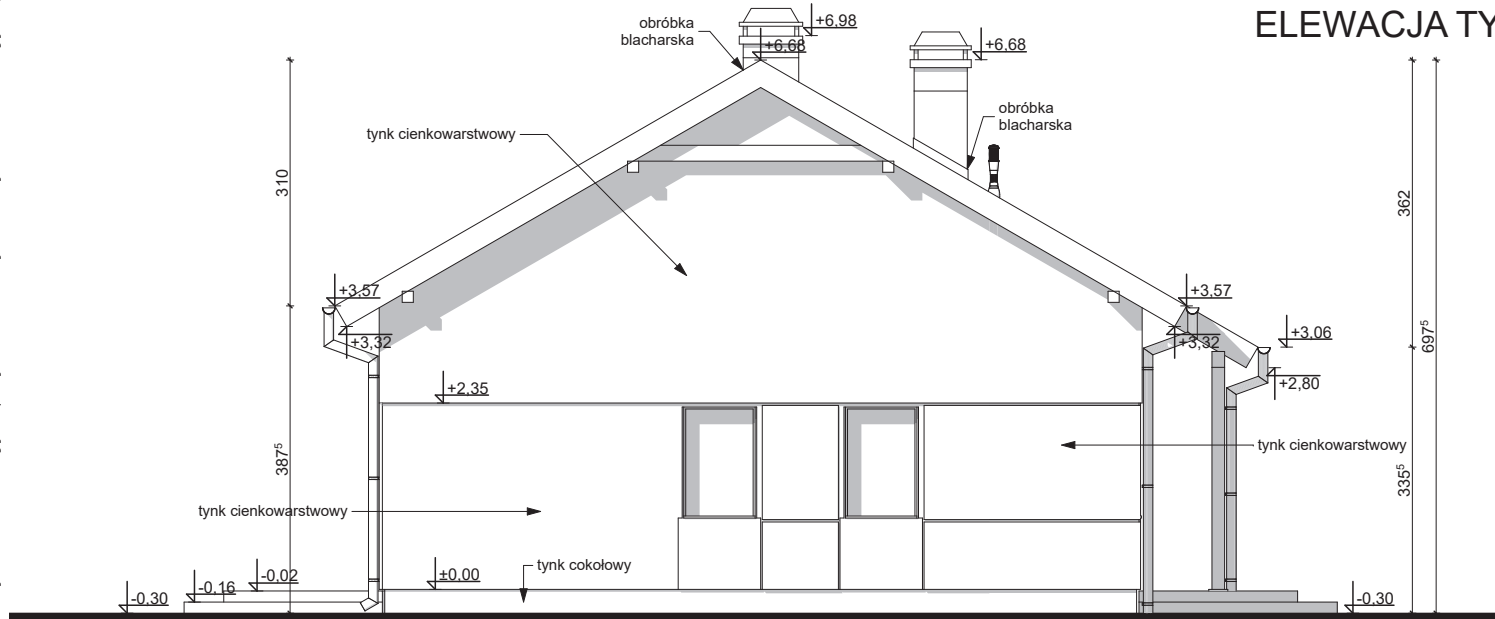 ELEWACJA TY
obróbka
blacharska
+6,98
+6,68
+6,68
obróbka
blacharska
tynk cienkowarstwowy
310
362
+3,57
+3,57
+3,32
+3,32
+3,06
+2,80
697⁵
+2,35
387⁵
335⁵
tynk cienkowarstwowy
tynk cienkowarstwowy
tynk cokołowy
±0,00
-0,02
-0,16
-0,30
-0,30